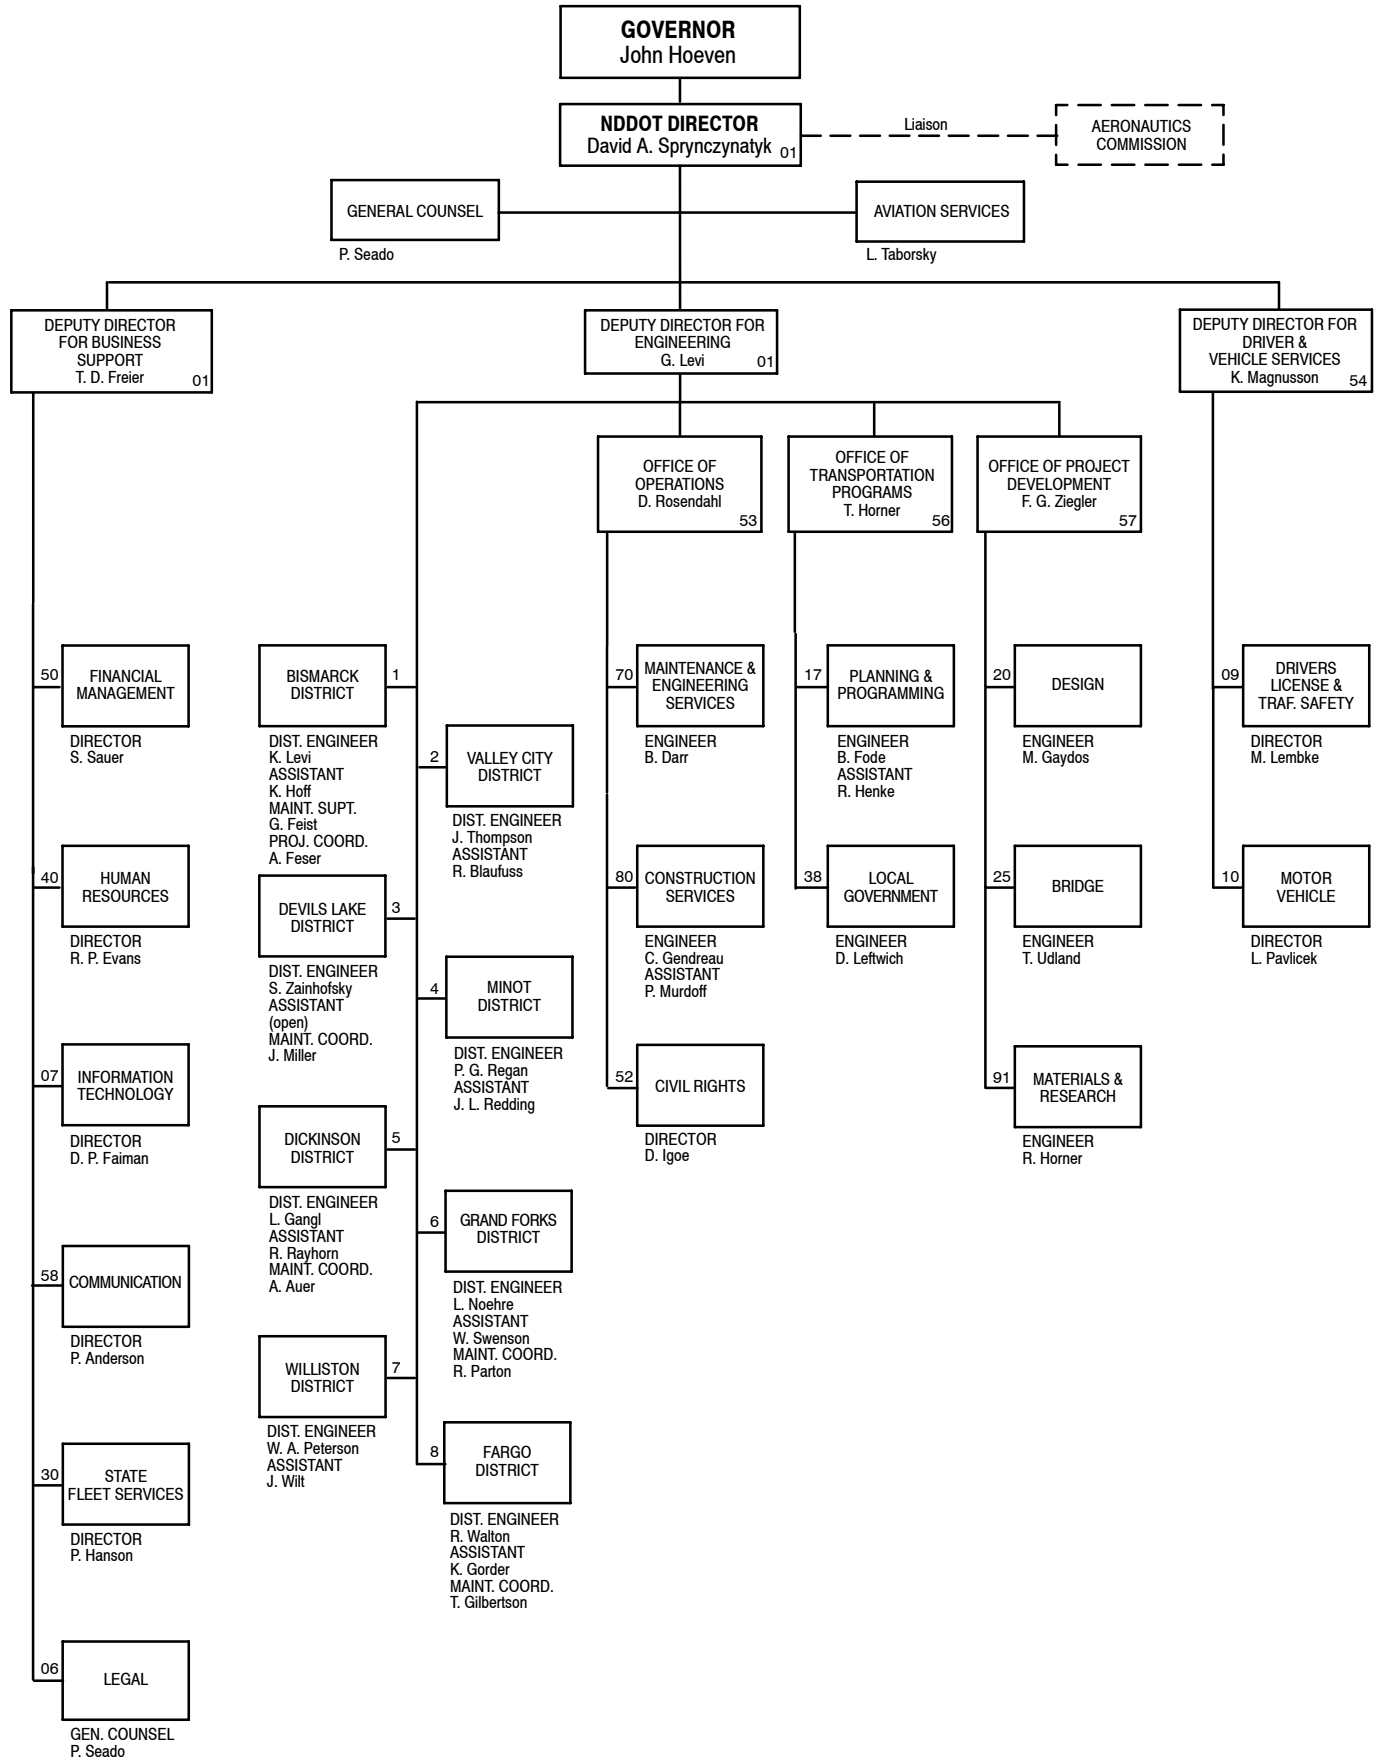 GOVERNOR
John Hoeven
NDDOT DIRECTOR
David A. Sprynczynatyk
01
Liaison
AERONAUTICS
COMMISSION
GENERAL COUNSEL
P. Seado
AVIATION SERVICES
L. Taborsky
DEPUTY DIRECTOR
FOR BUSINESS
SUPPORT
T. D. Freier
01
DEPUTY DIRECTOR FOR
ENGINEERING
G. Levi
01
DEPUTY DIRECTOR FOR
DRIVER &
VEHICLE SERVICES
K. Magnusson
54
OFFICE OF
OPERATIONS
D. Rosendahl
53
OFFICE OF
TRANSPORTATION
PROGRAMS
T. Horner
56
OFFICE OF PROJECT
DEVELOPMENT
F. G. Ziegler
57
50
FINANCIAL
MANAGEMENT
DIRECTOR
S. Sauer
40
HUMAN
RESOURCES
DIRECTOR
R. P. Evans
07
INFORMATION
TECHNOLOGY
DIRECTOR
D. P. Faiman
58
COMMUNICATION
DIRECTOR
P. Anderson
30
STATE
FLEET SERVICES
DIRECTOR
P. Hanson
06
LEGAL
GEN. COUNSEL
P. Seado
BISMARCK
DISTRICT
1
DIST. ENGINEER
K. Levi
ASSISTANT
K. Hoff
MAINT. SUPT.
G. Feist
PROJ. COORD.
A. Feser
2
VALLEY CITY
DISTRICT
DIST. ENGINEER
J. Thompson
ASSISTANT
R. Blaufuss
DEVILS LAKE
DISTRICT
3
DIST. ENGINEER
S. Zainhofsky
ASSISTANT
(open)
MAINT. COORD.
J. Miller
4
MINOT
DISTRICT
DIST. ENGINEER
P. G. Regan
ASSISTANT
J. L. Redding
DICKINSON
DISTRICT
5
DIST. ENGINEER
L. Gangl
ASSISTANT
R. Rayhorn
MAINT. COORD.
A. Auer
6
GRAND FORKS
DISTRICT
DIST. ENGINEER
L. Noehre
ASSISTANT
W. Swenson
MAINT. COORD.
R. Parton
WILLISTON
DISTRICT
7
DIST. ENGINEER
W. A. Peterson
ASSISTANT
J. Wilt
8
FARGO
DISTRICT
DIST. ENGINEER
R. Walton
ASSISTANT
K. Gorder
MAINT. COORD.
T. Gilbertson
70
MAINTENANCE &
ENGINEERING
SERVICES
ENGINEER
B. Darr
80
CONSTRUCTION
SERVICES
ENGINEER
C. Gendreau
ASSISTANT
P. Murdoff
52
CIVIL RIGHTS
DIRECTOR
D. Igoe
17
PLANNING &
PROGRAMMING
ENGINEER
B. Fode
ASSISTANT
R. Henke
38
LOCAL
GOVERNMENT
ENGINEER
D. Leftwich
20
DESIGN
ENGINEER
M. Gaydos
25
BRIDGE
ENGINEER
T. Udland
91
MATERIALS &
RESEARCH
ENGINEER
R. Horner
09
DRIVERS
LICENSE &
TRAF. SAFETY
DIRECTOR
M. Lembke
10
MOTOR
VEHICLE
DIRECTOR
L. Pavlicek